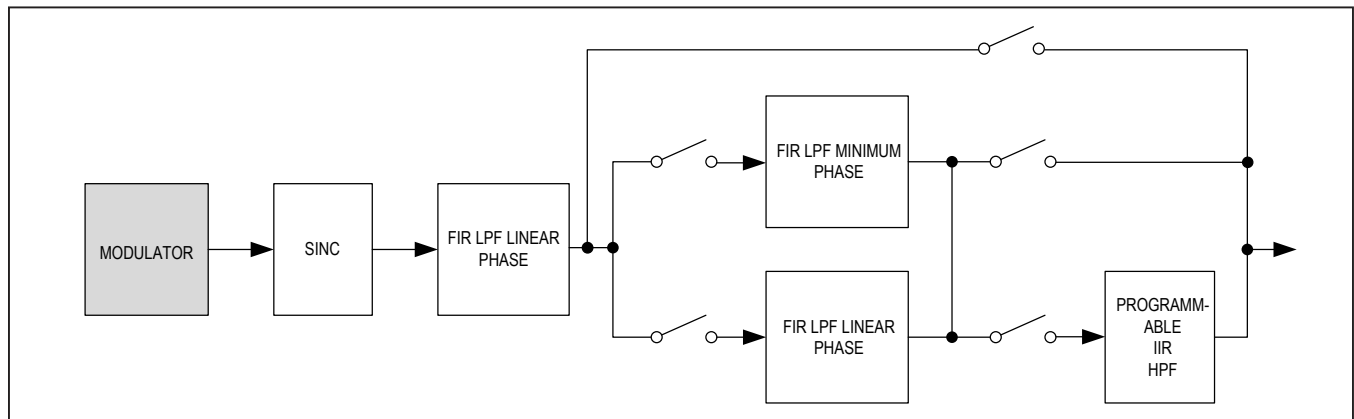 MODULATOR
SINC
FIR LPF LINEAR
PHASE
FIR LPF MINIMUM
PHASE
FIR LPF LINEAR
PHASE
PROGRAMM-
ABLE
IIR
HPF